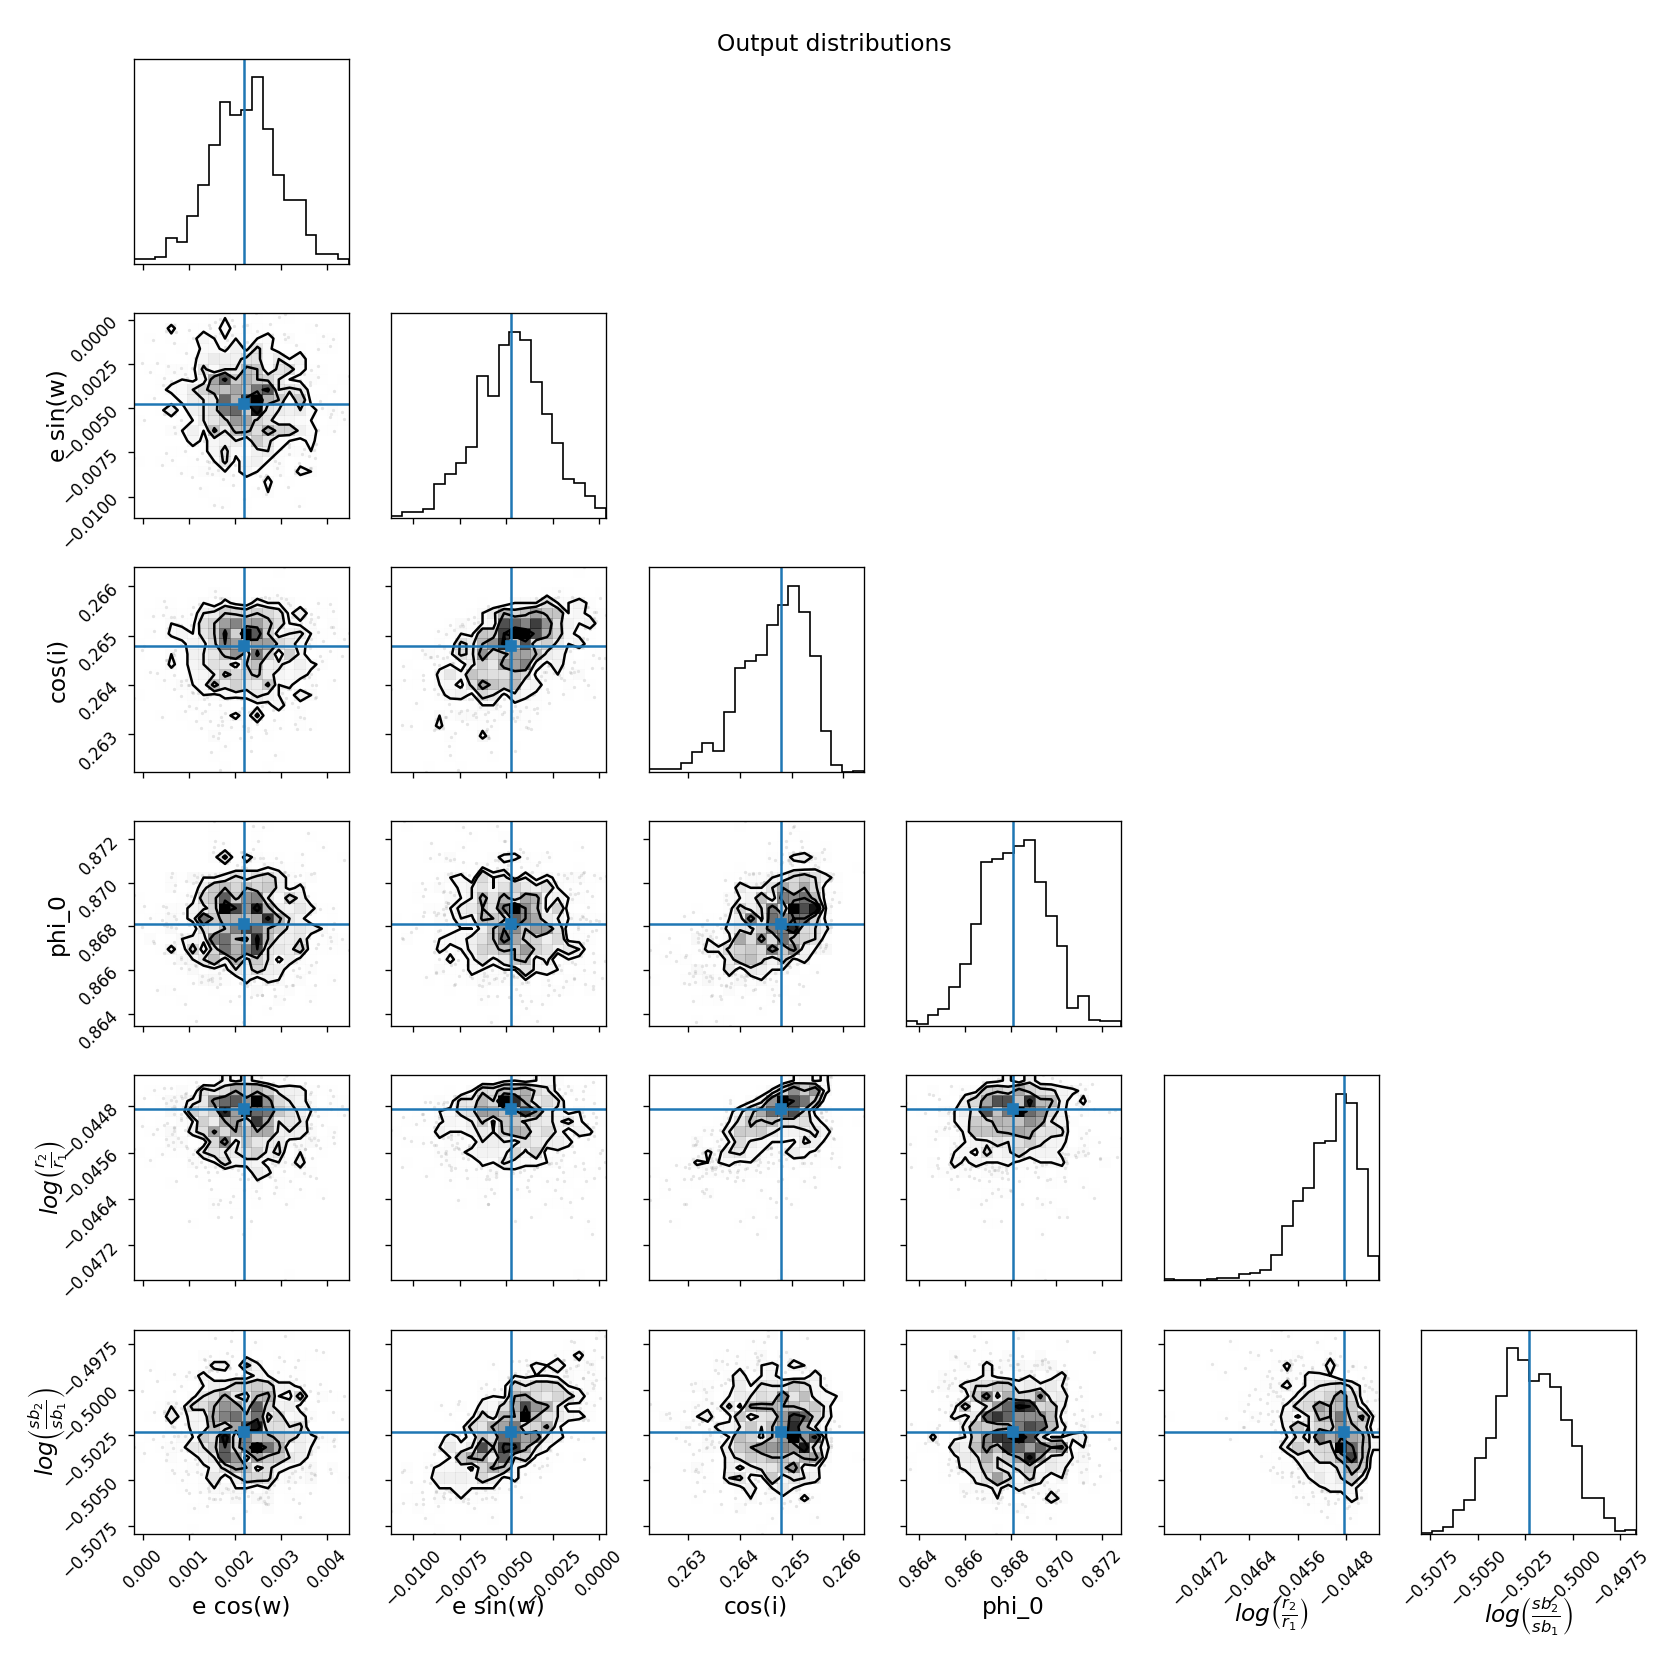 Output distributions
e sin(w)
0.0000
−0.0025
−0.0050
−0.0075
−0.0100
cos(i)
0.266
0.265
0.264
0.263
phi_0
0.872
0.870
0.868
0.866
0.864
log(r₂/r₁)
−0.0448
−0.0456
−0.0464
−0.0472
log(sb₂/sb₁)
−0.4975
−0.5000
−0.5025
−0.5050
−0.5075
0.000 0.001 0.002 0.003 0.004
−0.0100 −0.0075 −0.0050 −0.0025 0.0000
0.263 0.264 0.265 0.266
0.864 0.866 0.868 0.870 0.872
−0.0472 −0.0464 −0.0456 −0.0448
−0.5075 −0.5050 −0.5025 −0.5000 −0.4975
e cos(w)
e sin(w)
cos(i)
phi_0
log(r₂/r₁)
log(sb₂/sb₁)